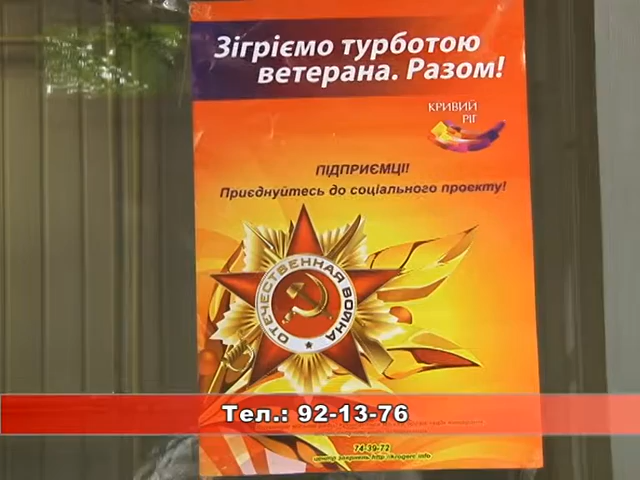 Зігріємо турботою
ветерана. Разом!
КРИВИЙ
РІГ
ПІДПРИЄМЦІ!
Приєднуйтесь до соціального проекту!
ОТЕЧЕСТВЕННАЯ ВОЙНА
Тел.: 92-13-76
74-39-72